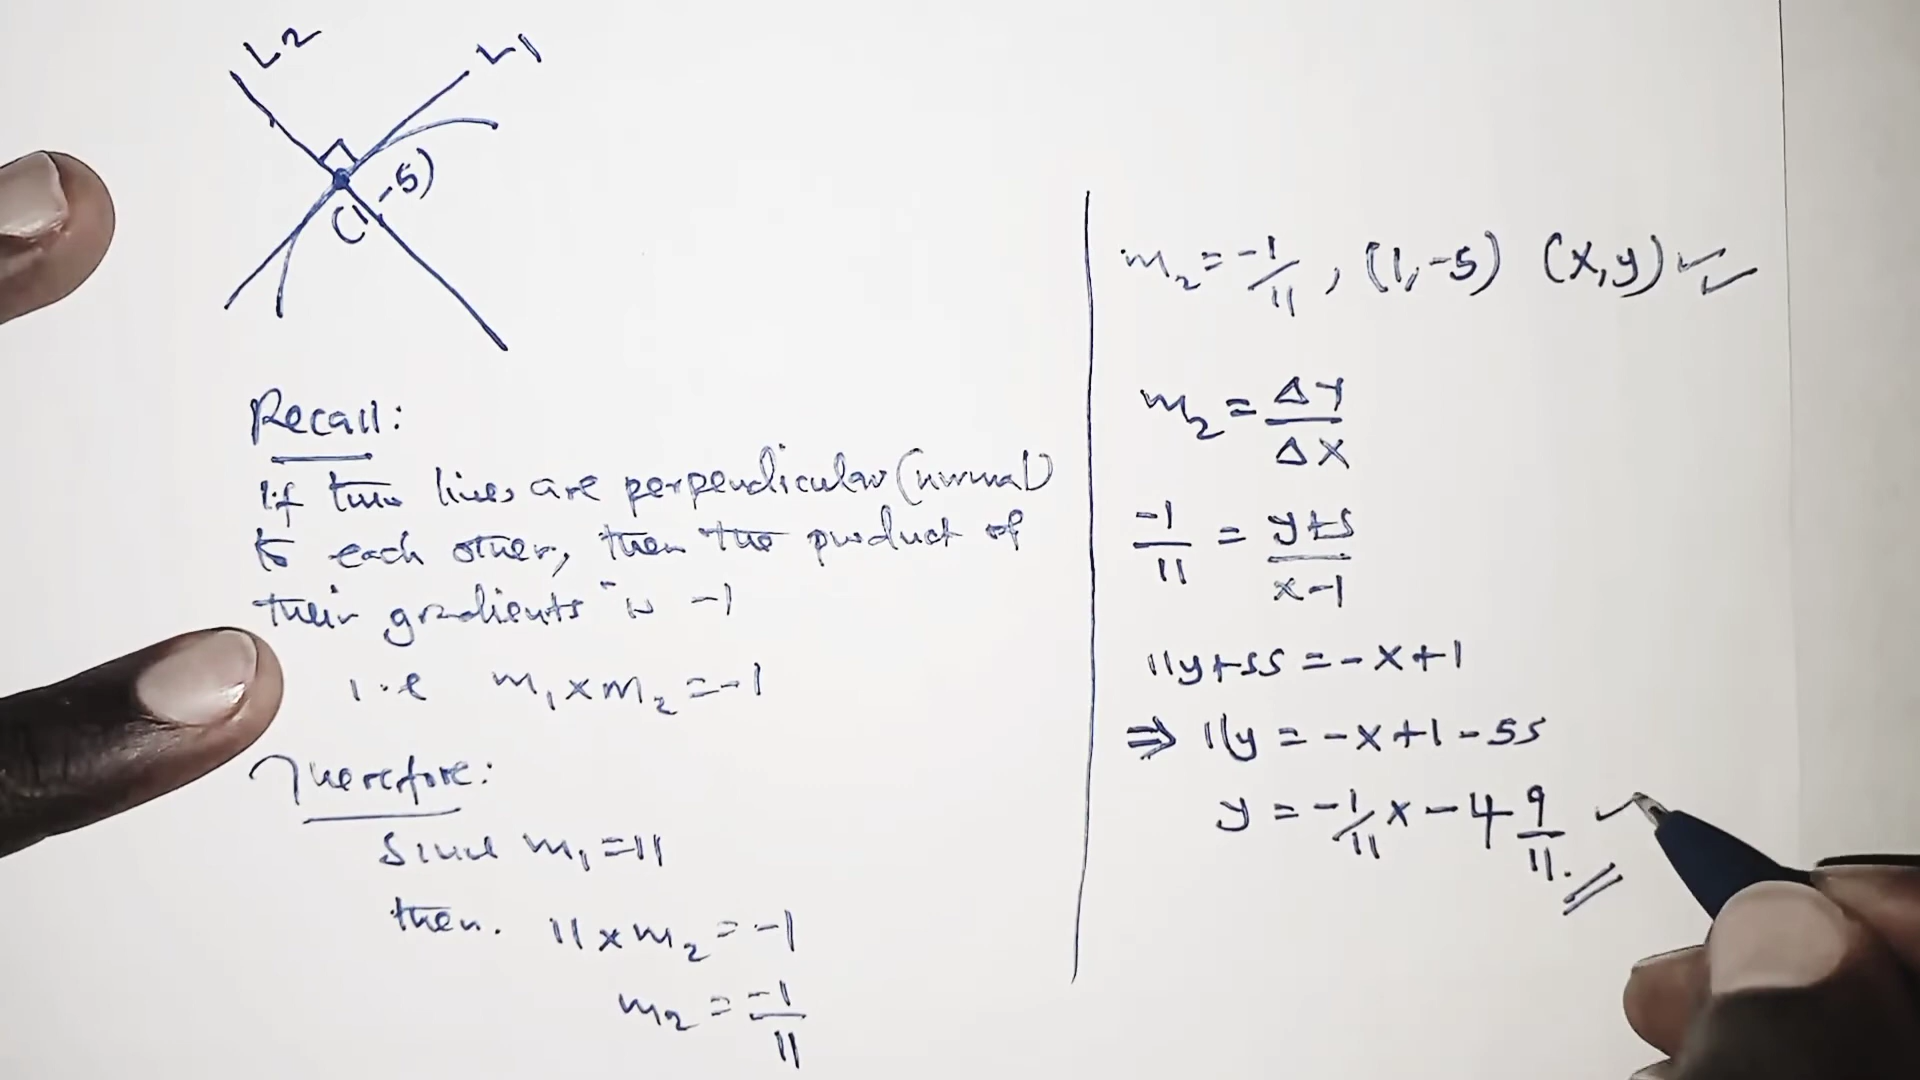 L2
L1
(1,-5)
Recall:
If two lines are perpendicular (normal)
to each other, then the product of
their gradients is -1
i.e m₁ x m₂ = -1
Therefore:
Since m₁ = 11
then. 11 x m₂ = -1
m₂ = -1/11
m₂ = -1/11, (1,-5) (x,y) ✓✓
m₂ = ΔY/ΔX
-1/11 = y+5/x-1
11y+55 = -x+1
⇒ 11y = -x+1-55
y = -1/11 x - 4 9/11. ✓